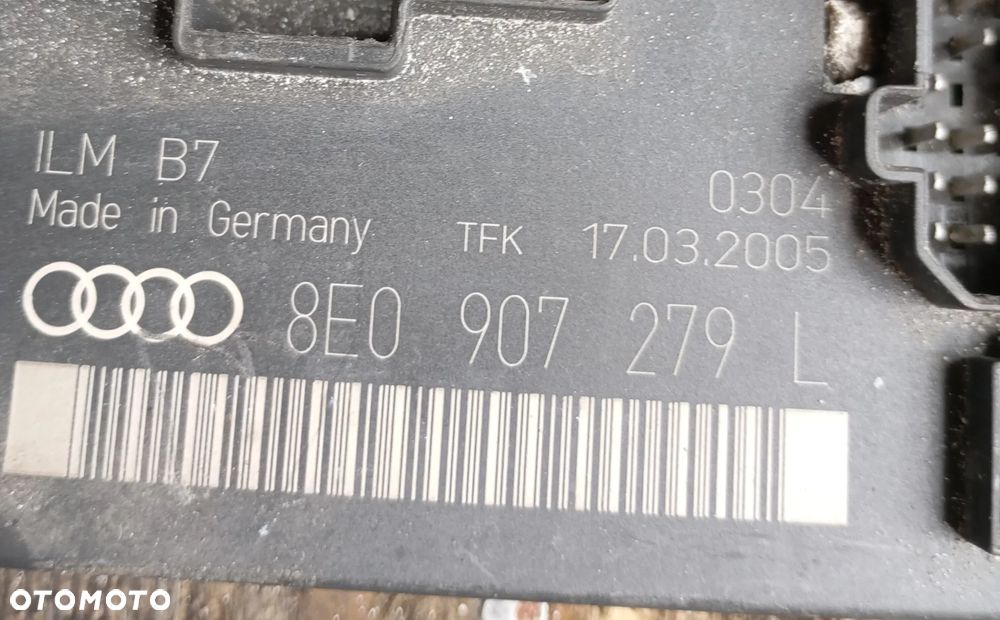 ILM B7
0304
Made in Germany TFK 17.03.2005
8E0 907 279 L
OTOMOTO